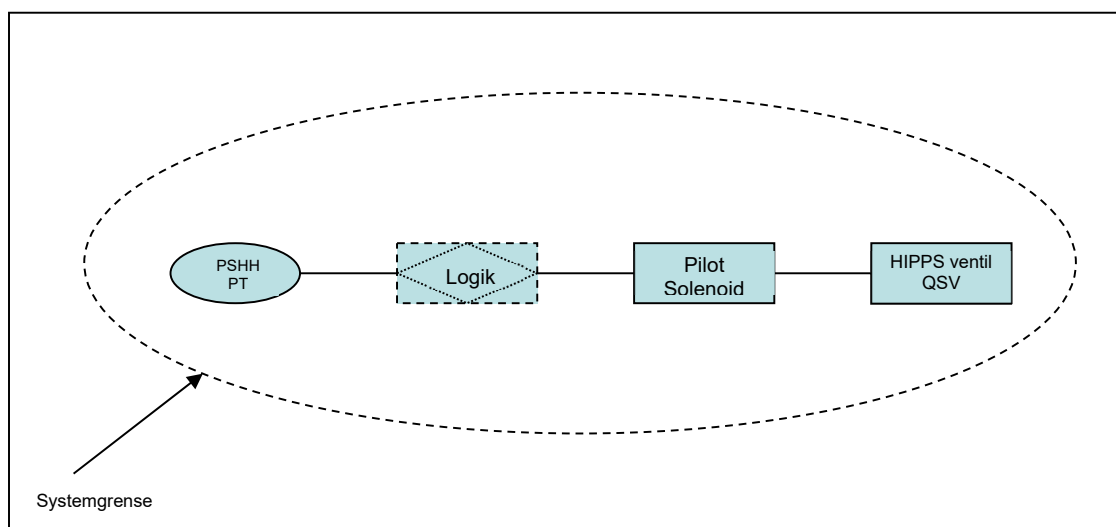 PSHH
PT
Logik
Pilot
Solenoid
HIPPS ventil
QSV
Systemgrense